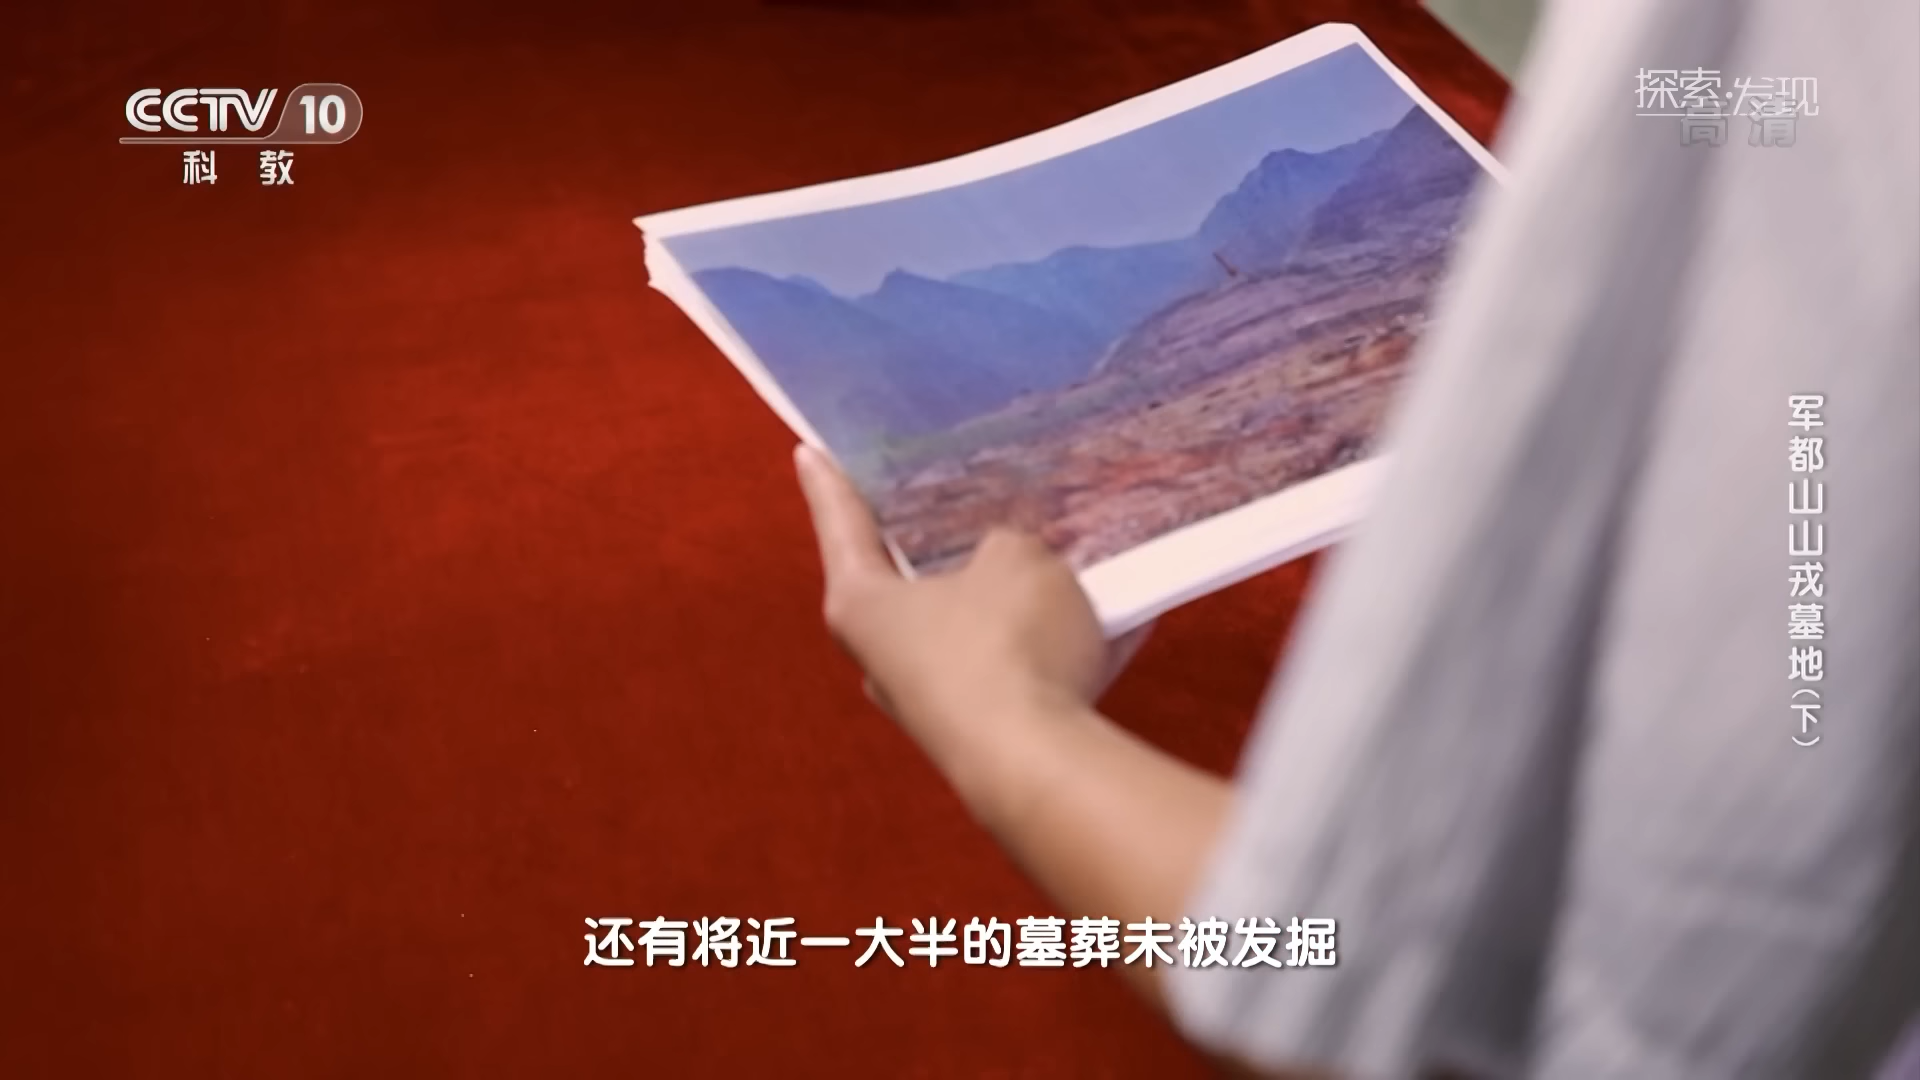 CCTV 10
科 教
探索·发现
高清
军都山山戎墓地(下)
还有将近一大半的墓葬未被发掘